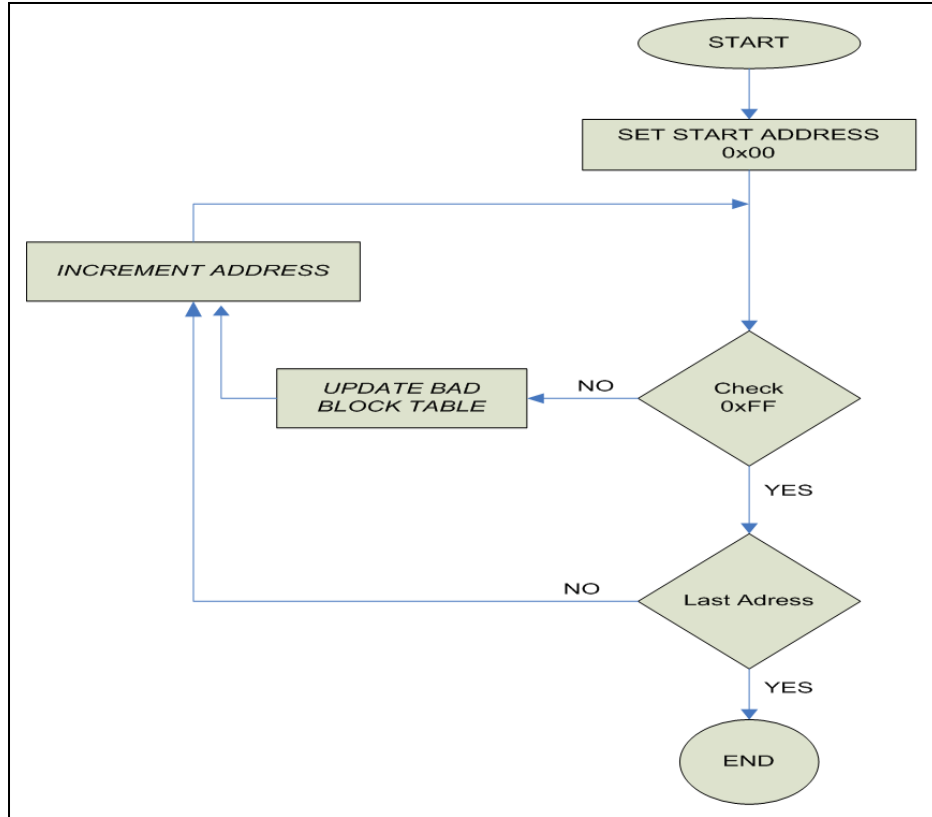 START
SET START ADDRESS
0x00
INCREMENT ADDRESS
UPDATE BAD
BLOCK TABLE
NO
Check
0xFF
YES
NO
Last Adress
YES
END